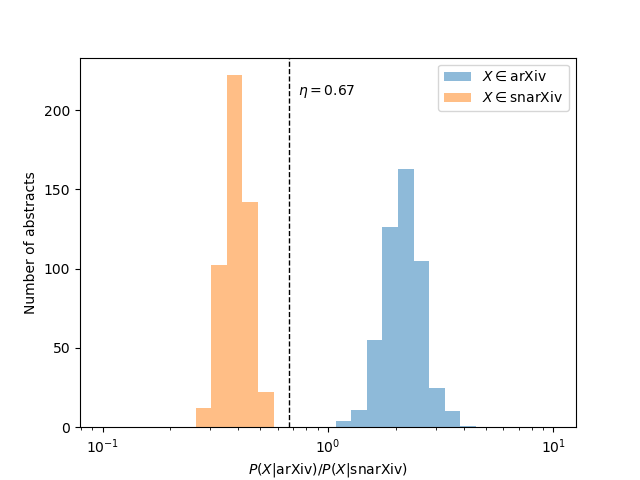 η = 0.67
X ∈ arXiv
X ∈ snarXiv
Number of abstracts
200
150
100
50
0
10⁻¹
10⁰
10¹
P(X|arXiv)/P(X|snarXiv)